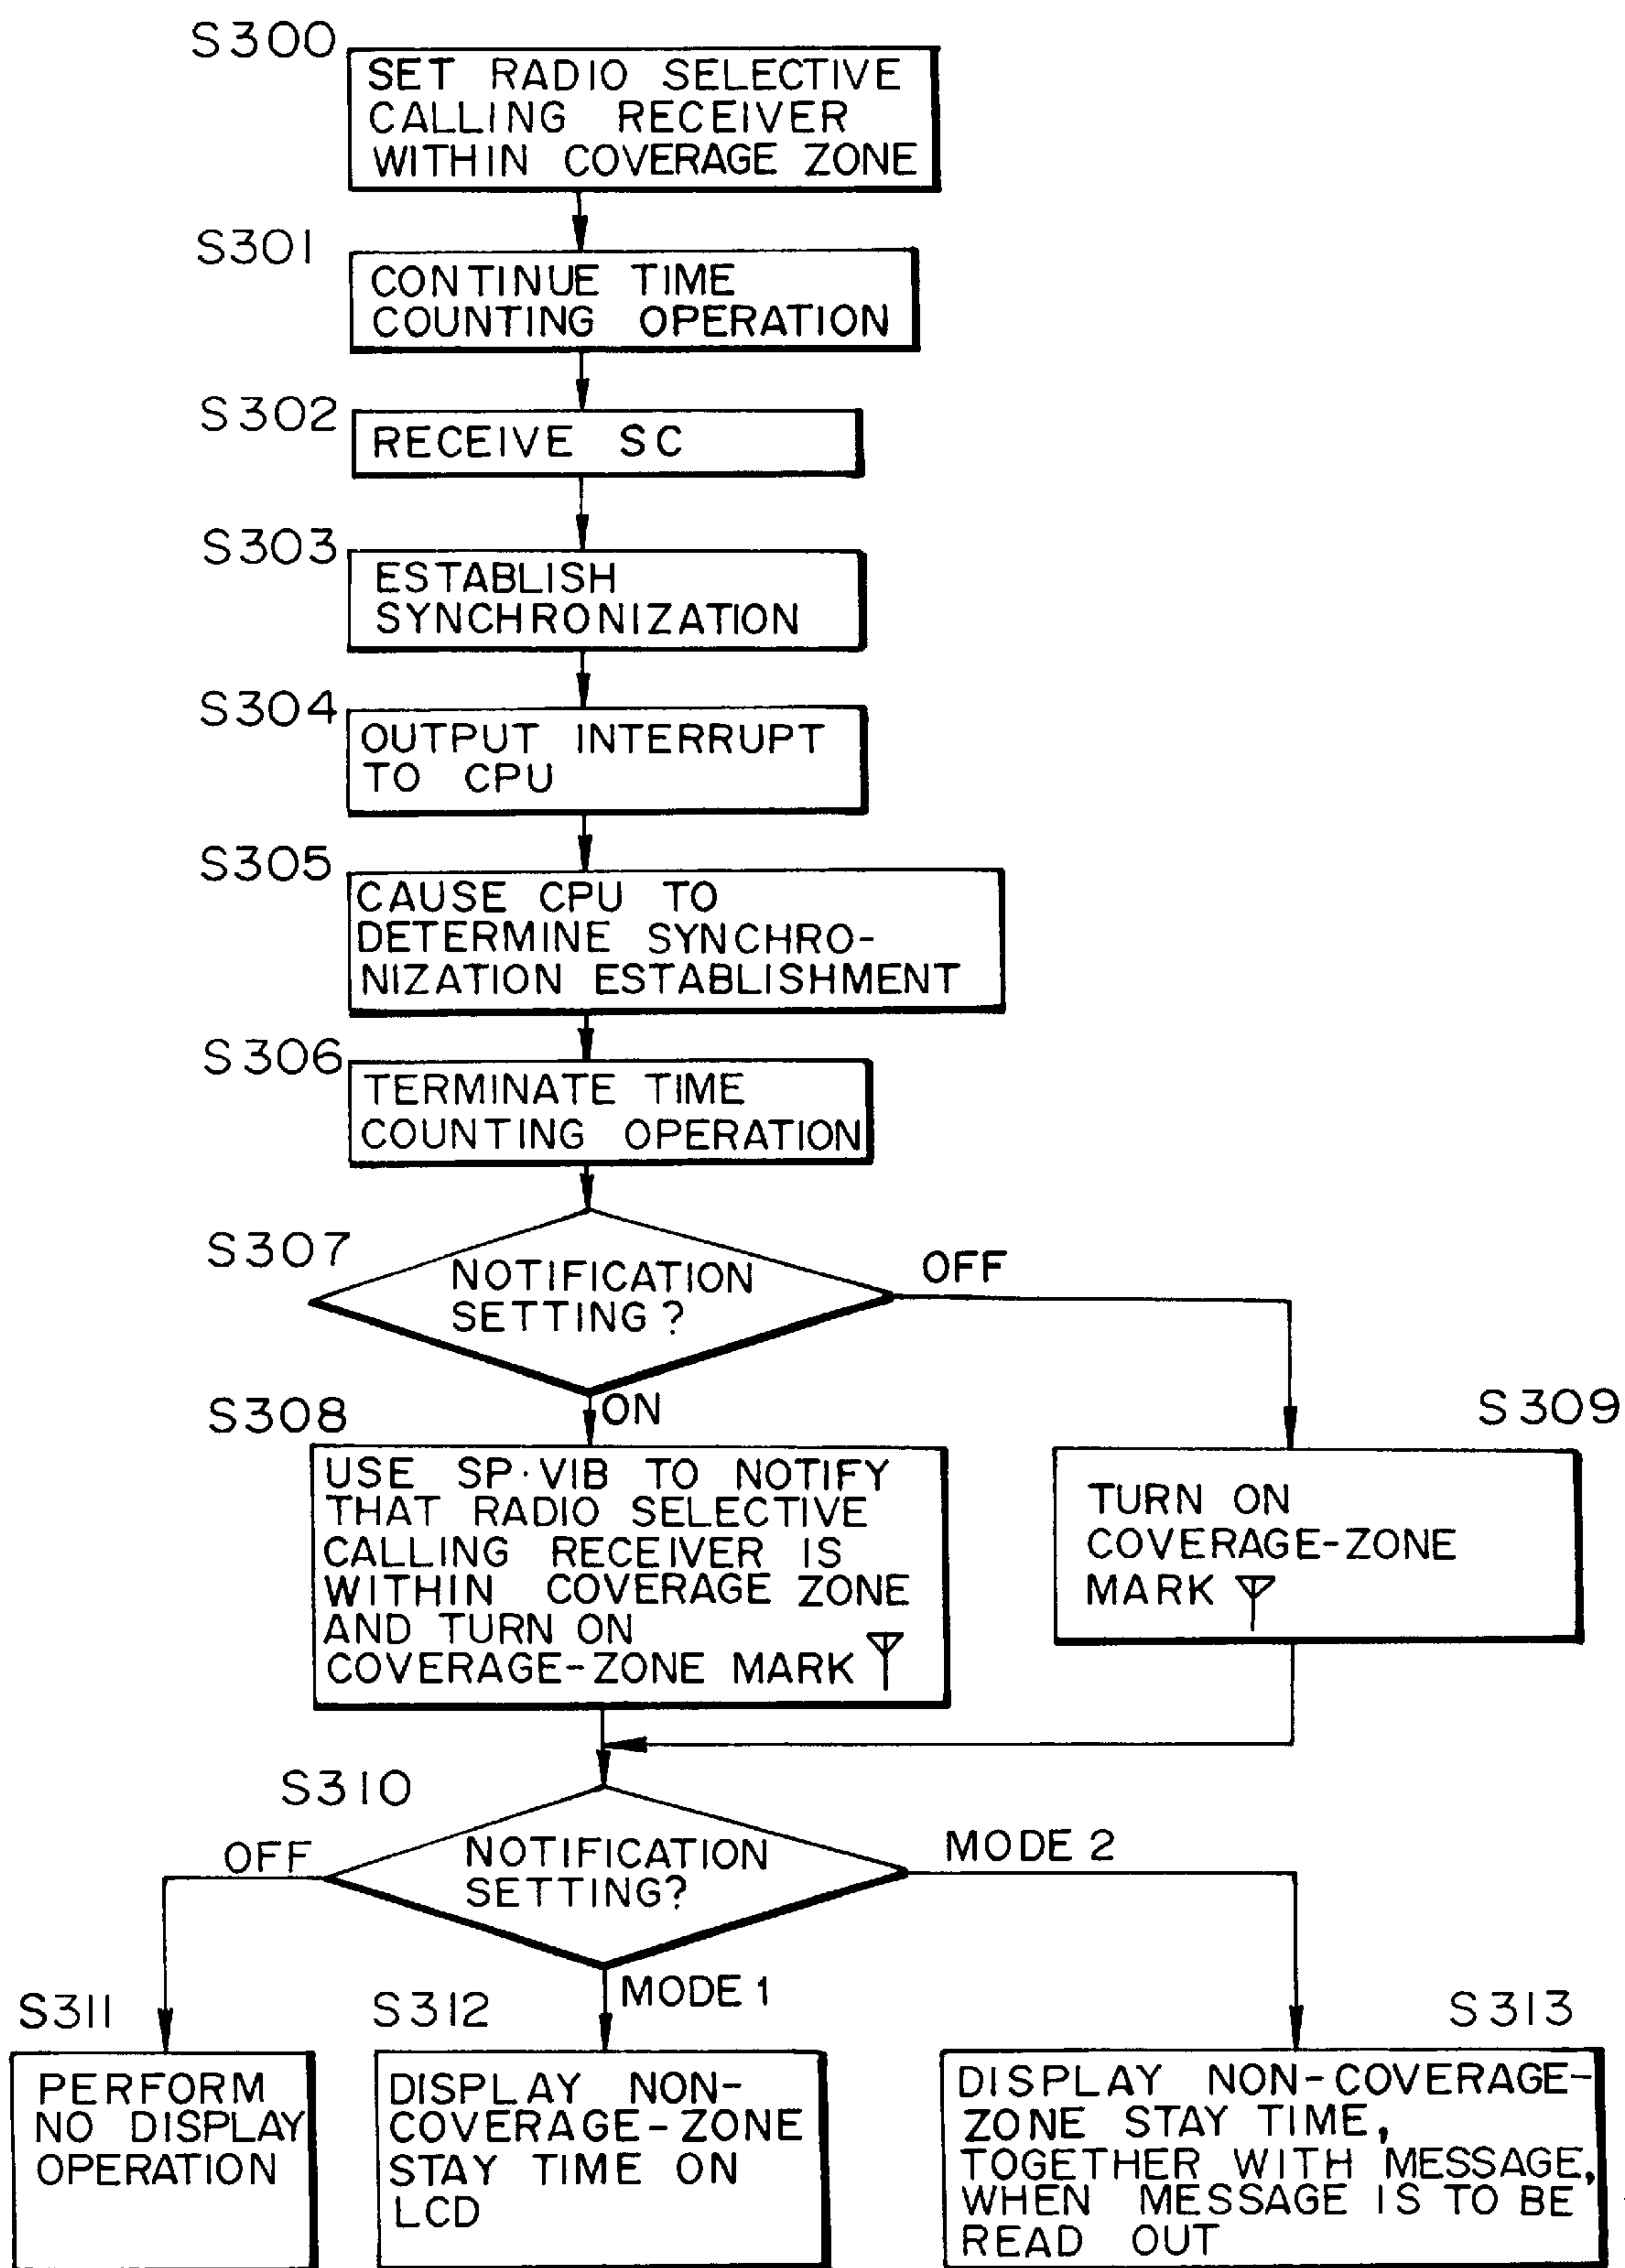 S300
SET RADIO SELECTIVE
CALLING RECEIVER
WITHIN COVERAGE ZONE
S301
CONTINUE TIME
COUNTING OPERATION
S302
RECEIVE SC
S303
ESTABLISH
SYNCHRONIZATION
S304
OUTPUT INTERRUPT
TO CPU
S305
CAUSE CPU TO
DETERMINE SYNCHRO-
NIZATION ESTABLISHMENT
S306
TERMINATE TIME
COUNTING OPERATION
S307
NOTIFICATION
SETTING?
OFF
ON
S308
USE SP·VIB TO NOTIFY
THAT RADIO SELECTIVE
CALLING RECEIVER IS
WITHIN COVERAGE ZONE
AND TURN ON
COVERAGE-ZONE MARK
S309
TURN ON
COVERAGE-ZONE
MARK
S310
NOTIFICATION
SETTING?
OFF
MODE 2
MODE 1
S311
PERFORM
NO DISPLAY
OPERATION
S312
DISPLAY NON-
COVERAGE-ZONE
STAY TIME ON
LCD
S313
DISPLAY NON-COVERAGE-
ZONE STAY TIME,
TOGETHER WITH MESSAGE,
WHEN MESSAGE IS TO BE
READ OUT